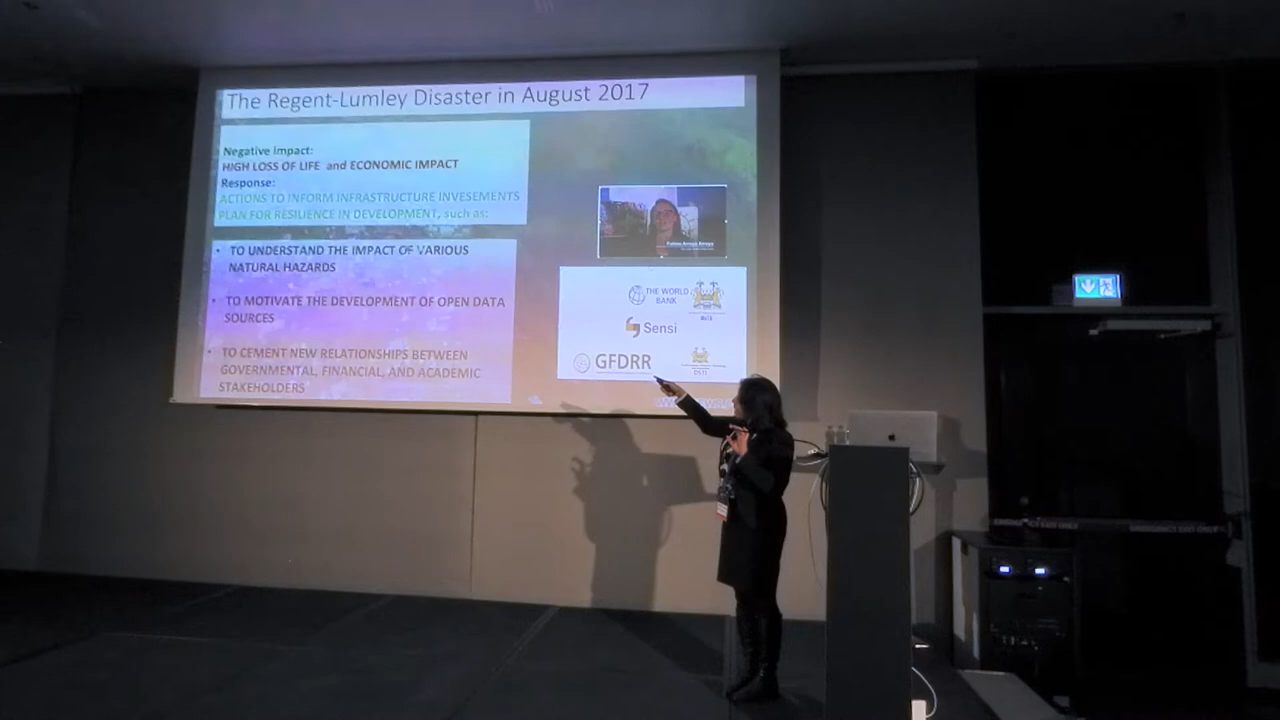 The Regent-Lumley Disaster in August 2017
Negative Impact:
HIGH LOSS OF LIFE and ECONOMIC IMPACT
Response:
ACTIONS TO INFORM INFRASTRUCTURE INVESEMENTS
PLAN FOR RESILIENCE IN DEVELOPMENT, such as:
• TO UNDERSTAND THE IMPACT OF VARIOUS
NATURAL HAZARDS
• TO MOTIVATE THE DEVELOPMENT OF OPEN DATA
SOURCES
• TO CEMENT NEW RELATIONSHIPS BETWEEN
GOVERNMENTAL, FINANCIAL, AND ACADEMIC
STAKEHOLDERS
THE WORLD
BANK
Sensi
GFDRR
DSTI